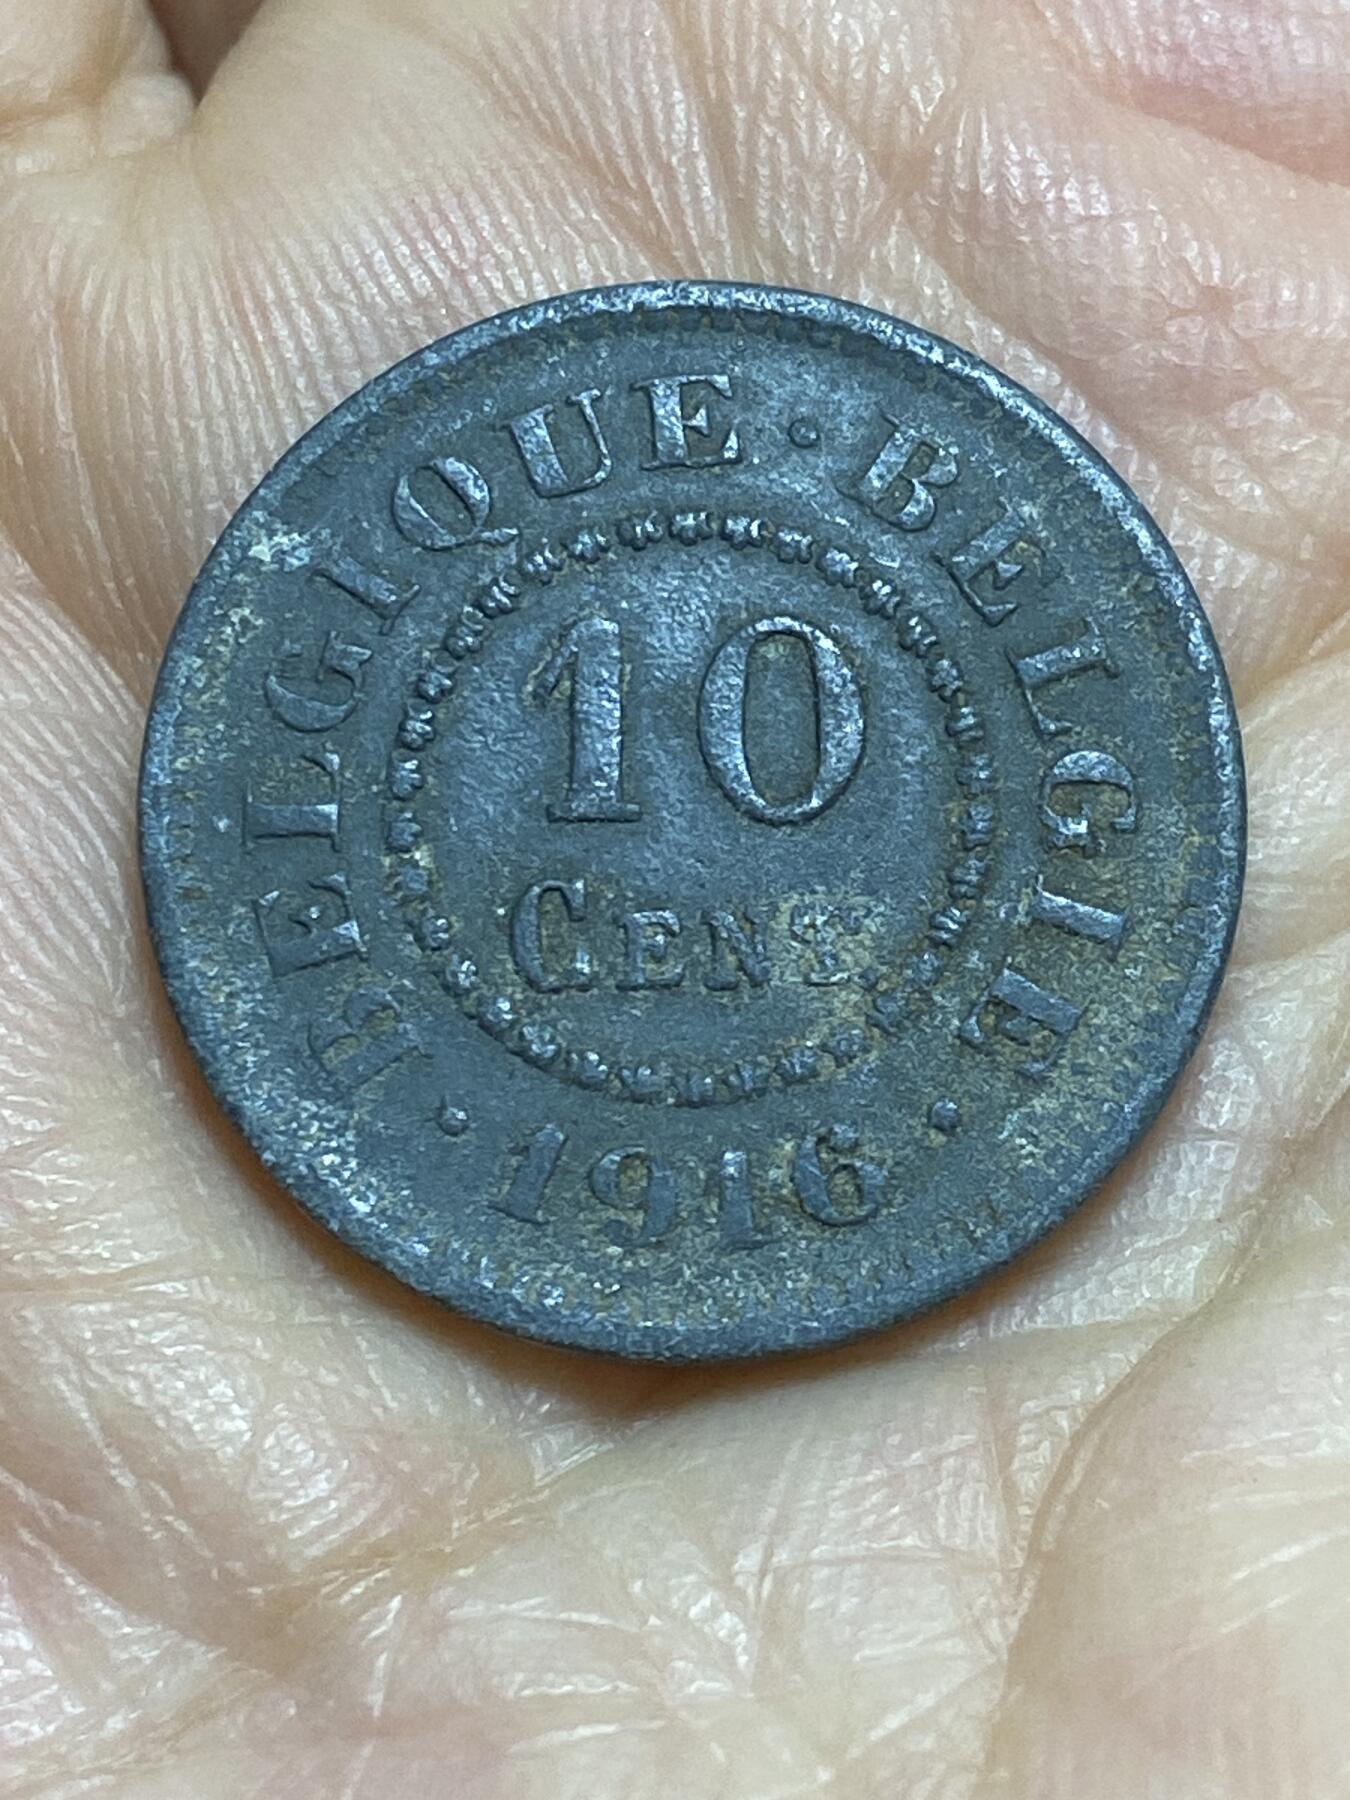 BELGIQUE · BELGIE
10
CENT.
· 1916 ·